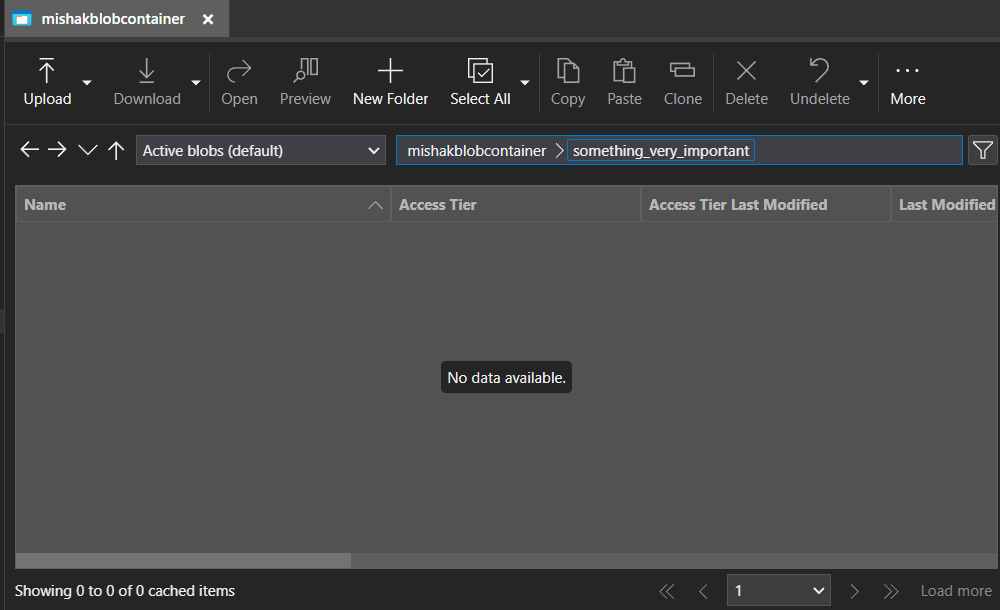 mishakblobcontainer
Upload Download Open Preview New Folder Select All Copy Paste Clone Delete Undelete More
Active blobs (default) mishakblobcontainer something_very_important
Name Access Tier Access Tier Last Modified Last Modified
No data available.
Showing 0 to 0 of 0 cached items 1 Load more